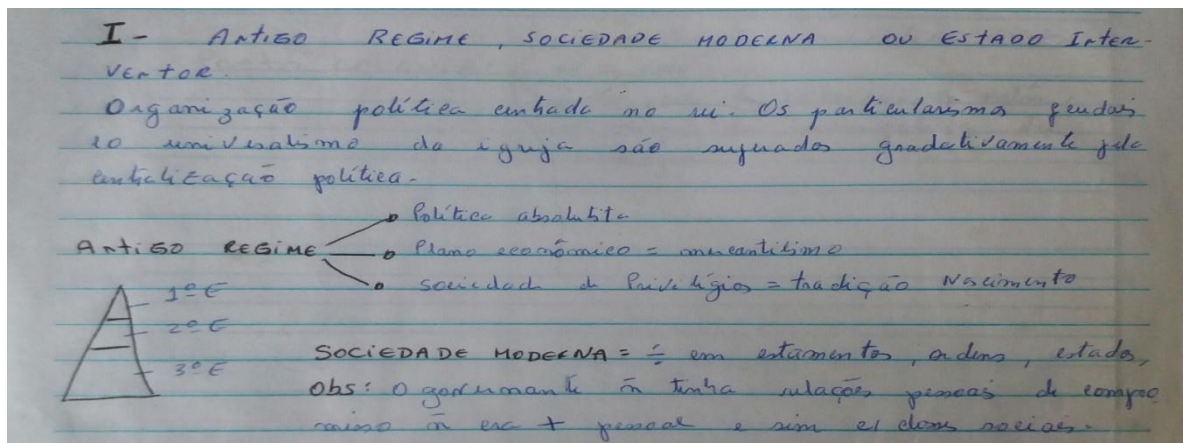 I - ANTIGO REGIME, SOCIEDADE MODERNA OU ESTADO INTER-
VENTOR.
Organização política centrada no rei. Os particularismos feudais
e o universalismo da igreja são superados gradativamente pela
centralização política.
Política absolutista
ANTIGO REGIME
Plano econômico = mercantilismo
Sociedade de Privilégios = tradição Nascimento
1º E
2º E
3º E
SOCIEDADE MODERNA = ÷ em estamentos, ordens, estados,
Obs: O governante ñ tinha relações pessoais de compro
misso ñ era + pessoal e sim c/ sociais.